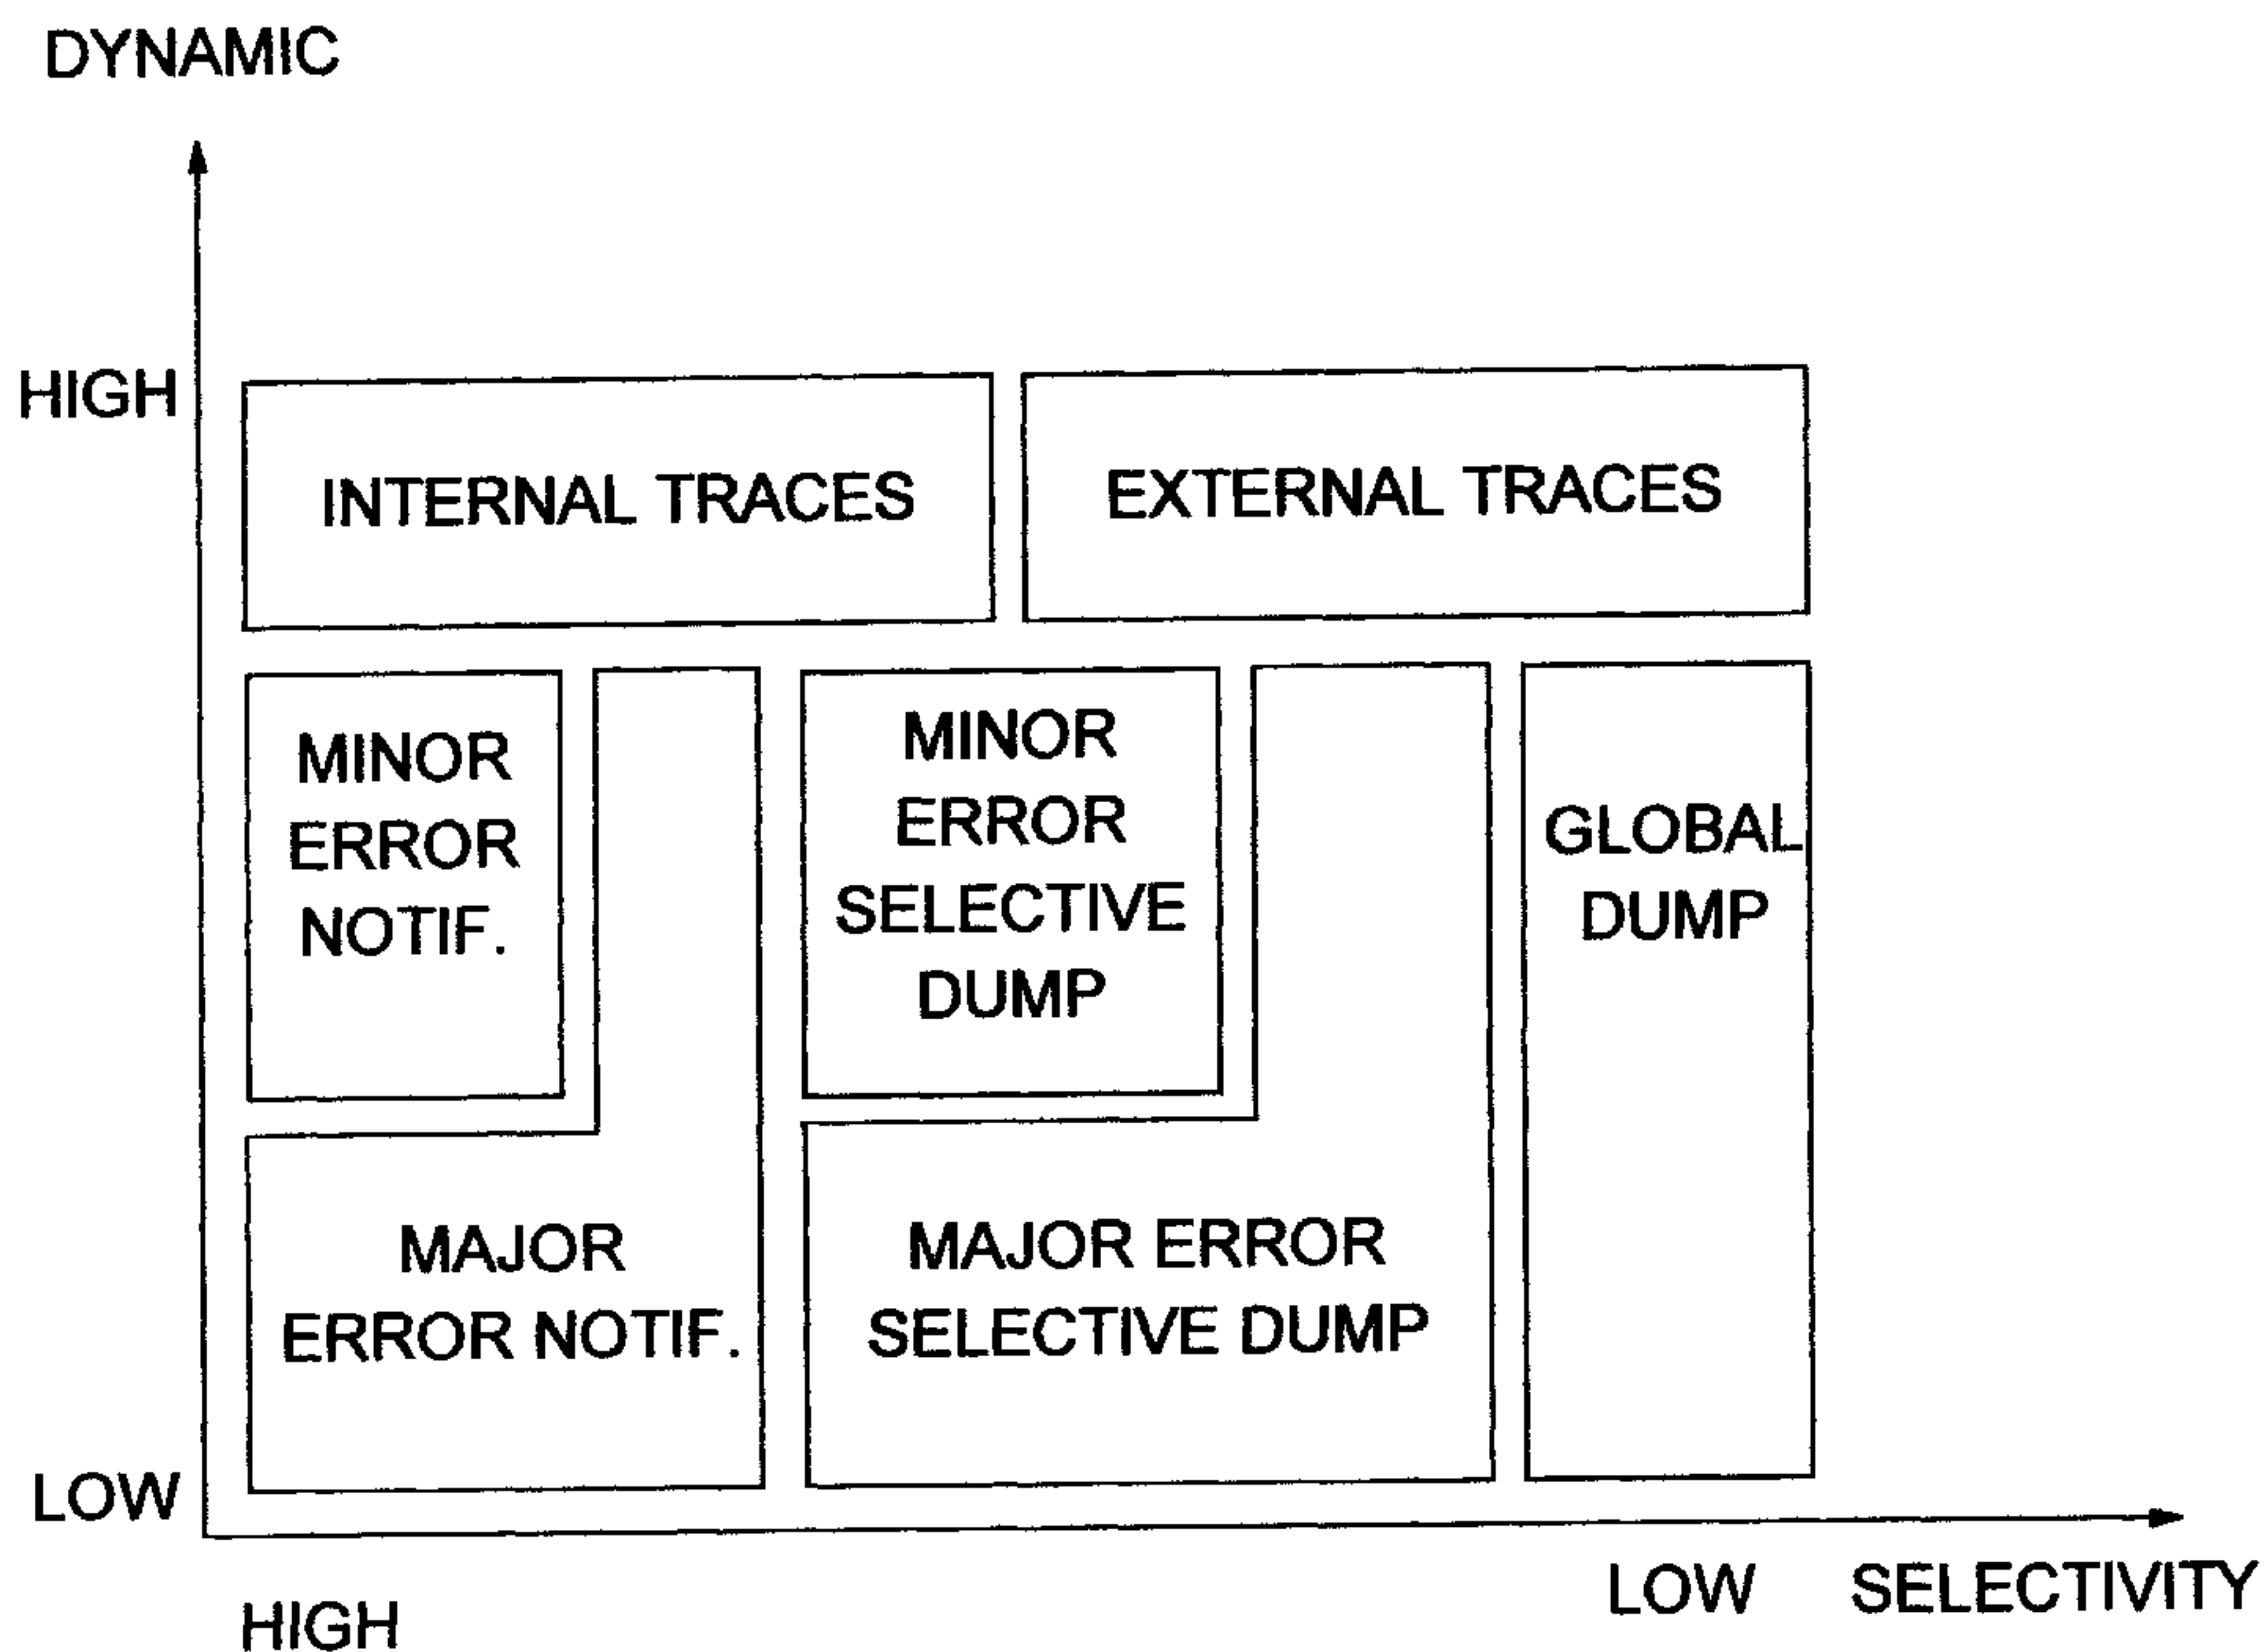 DYNAMIC
HIGH
INTERNAL TRACES
EXTERNAL TRACES
MINOR
ERROR
NOTIF.
MINOR
ERROR
SELECTIVE
DUMP
GLOBAL
DUMP
MAJOR
ERROR NOTIF.
MAJOR ERROR
SELECTIVE DUMP
LOW
HIGH
LOW
SELECTIVITY